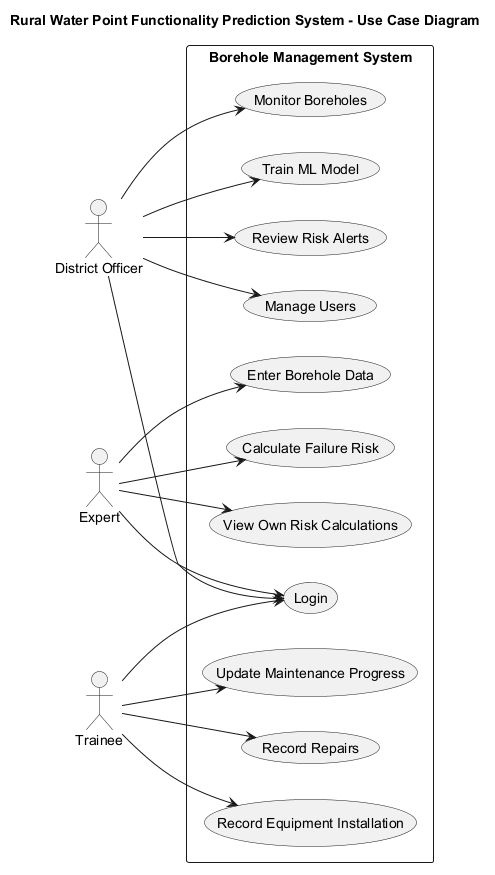 Rural Water Point Functionality Prediction System - Use Case Diagram
Borehole Management System
Monitor Boreholes
Train ML Model
Review Risk Alerts
District Officer
Manage Users
Enter Borehole Data
Calculate Failure Risk
Expert
View Own Risk Calculations
Login
Update Maintenance Progress
Trainee
Record Repairs
Record Equipment Installation